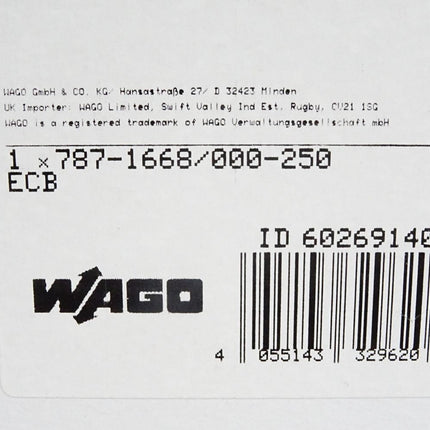 WAGO GmbH & CO. KG/ Hansastraße 27/ D 32423 Minden
UK Importer: WAGO Limited, Swift Valley Ind Est. Rugby, CV21 1SG
WAGO is a registered trademark of WAGO Verwaltungsgesellschaft mbH
1 x 787-1668/000-250
ECB
ID 60269140
WAGO
4 055143 329620